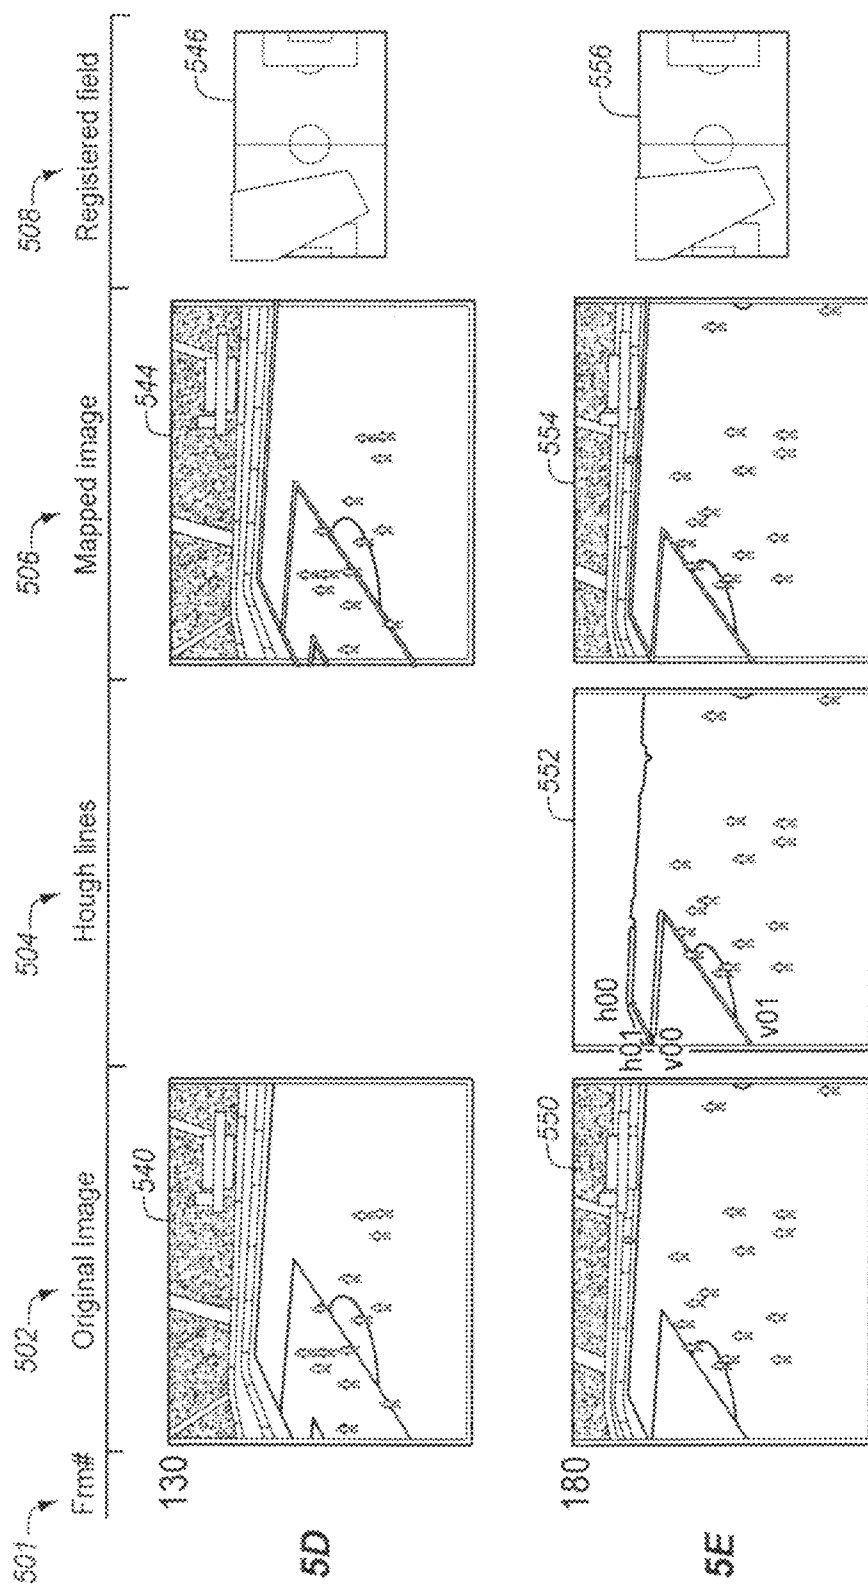 501 502 504 506 508
Frm# Original Image Hough lines Mapped image Registered field
130
540 544 546
5D
180
550 552 554 556
h00
h01
v00
v01
5E